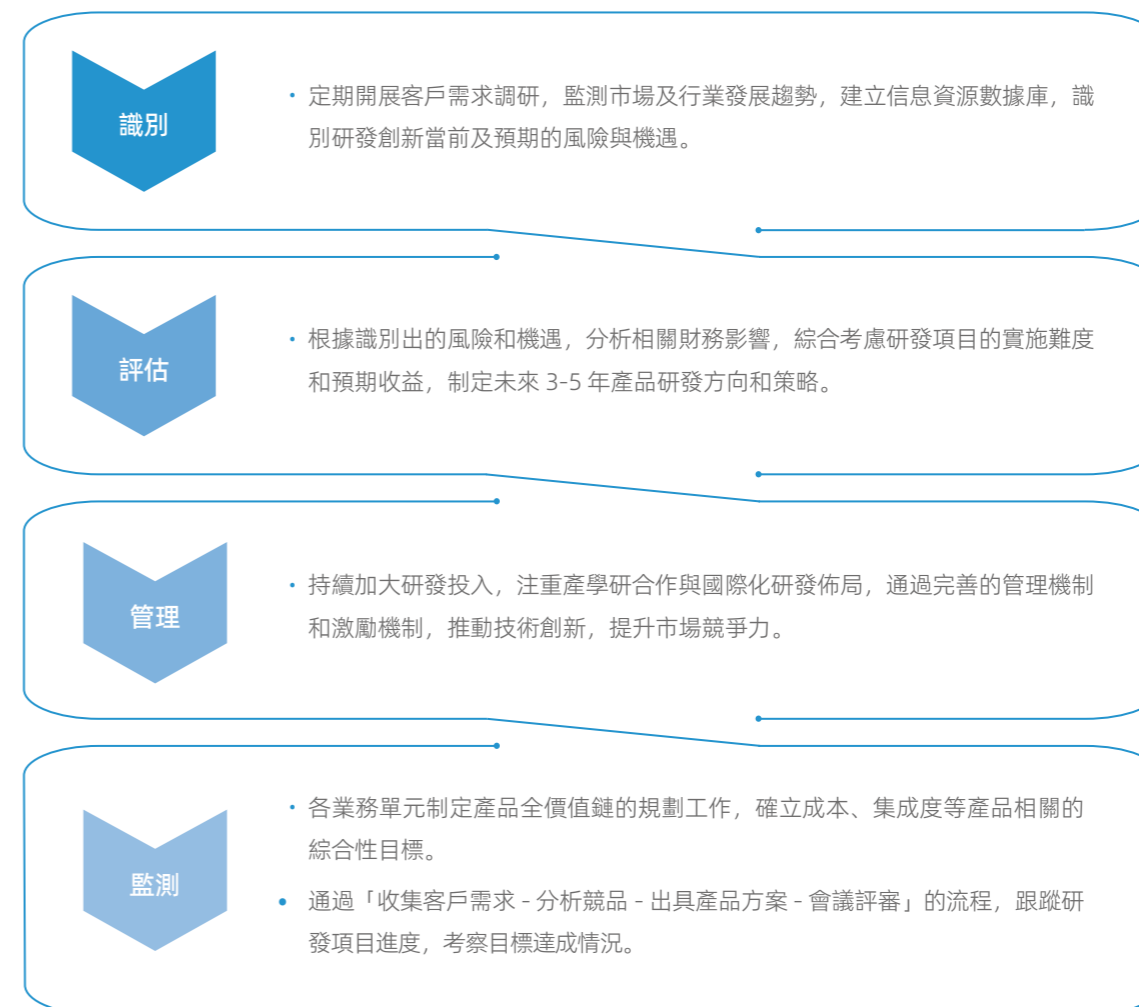 識別
· 定期開展客戶需求調研，監測市場及行業發展趨勢，建立信息資源數據庫，識
別研發創新當前及預期的風險與機遇。
評估
· 根據識別出的風險和機遇，分析相關財務影響，綜合考慮研發項目的實施難度
和預期收益，制定未來 3-5 年產品研發方向和策略。
管理
· 持續加大研發投入，注重產學研合作與國際化研發佈局，通過完善的管理機制
和激勵機制，推動技術創新，提升市場競爭力。
監測
· 各業務單元制定產品全價值鏈的規劃工作，確立成本、集成度等產品相關的
綜合性目標。
• 通過「收集客戶需求 - 分析競品 - 出具產品方案 - 會議評審」的流程，跟蹤研
發項目進度，考察目標達成情況。